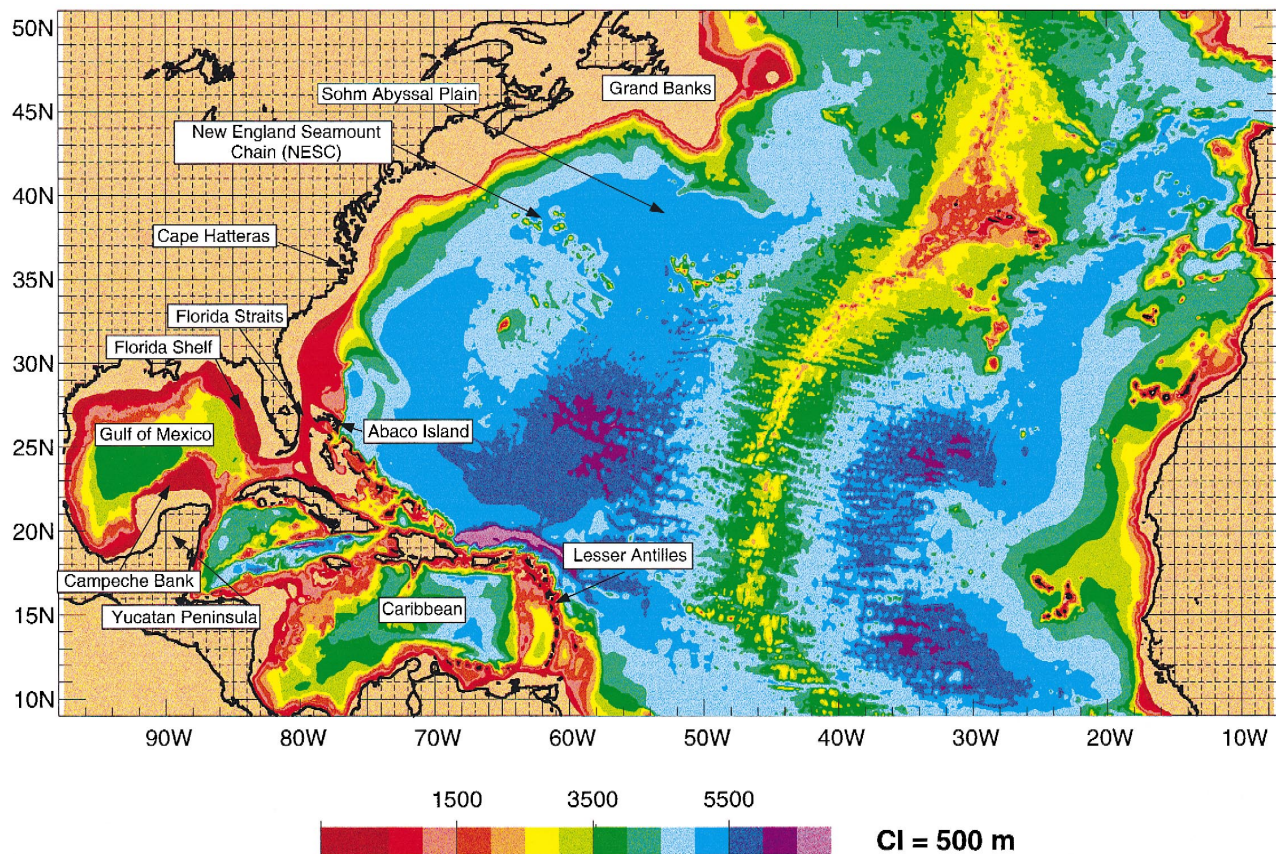 50N
45N
40N
35N
30N
25N
20N
15N
10N
Grand Banks
Sohm Abyssal Plain
New England Seamount
Chain (NESC)
Cape Hatteras
Florida Straits
Florida Shelf
Gulf of Mexico
Abaco Island
Lesser Antilles
Campeche Bank
Yucatan Peninsula
Caribbean
90W 80W 70W 60W 50W 40W 30W 20W 10W
1500 3500 5500
CI = 500 m